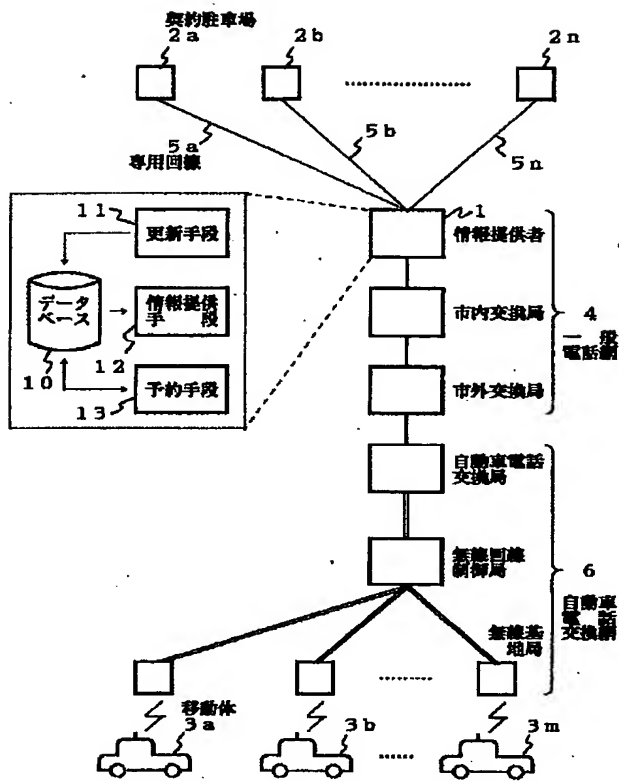 契約駐車場
2a
2b
2n
5a
5b
5n
専用回線
11
更新手段
1
情報提供者
データ
ベース
情報提供
手 段
市内交換局
4
一 般
電話網
10
12
13
予約手段
市外交換局
自動車電話
交換局
無線回線
制御局
6
自動車
電 話
交換網
無線基
地局
移動体
3a
3b
3m